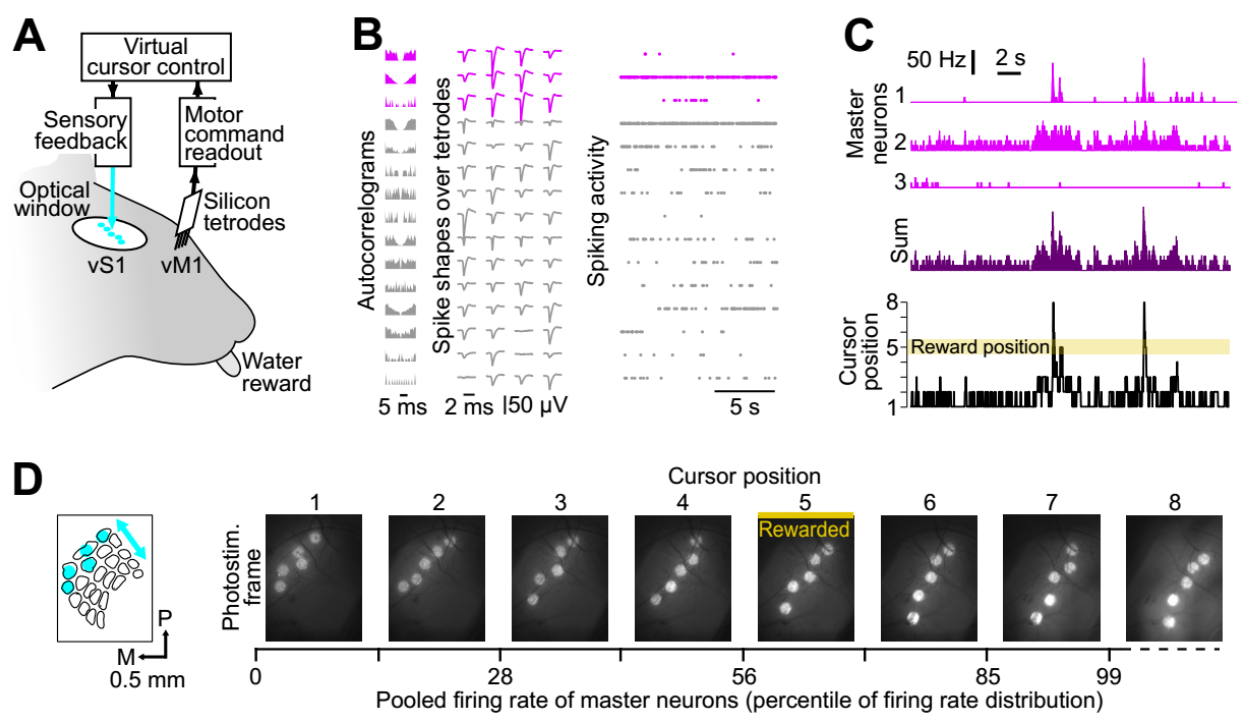 A
Virtual
cursor control
Sensory
feedback
Motor
command
readout
Optical
window
Silicon
tetrodes
vS1
vM1
Water
reward
B
Autocorrelograms
Spike shapes over tetrodes
Spiking activity
5 ms
2 ms
50 µV
5 s
C
50 Hz
2 s
Master
neurons
1
2
3
Sum
Cursor
position
8
5
1
Reward position
D
P
M
0.5 mm
Photostim.
frame
Cursor position
1 2 3 4 5 6 7 8
Rewarded
0 28 56 85 99
Pooled firing rate of master neurons (percentile of firing rate distribution)